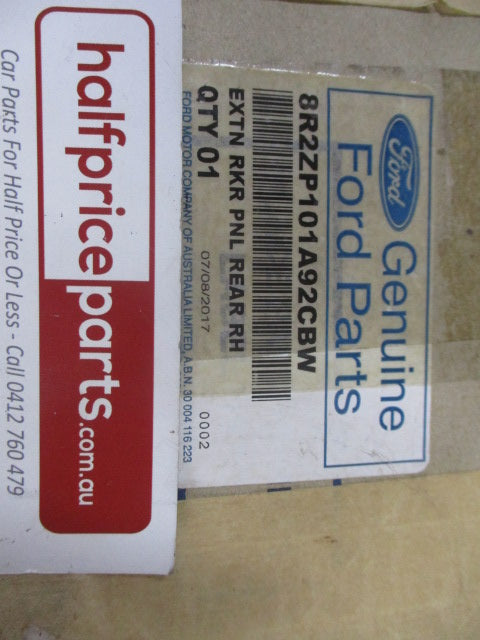 Ford
Genuine
Ford Parts
8R2ZP101A92CBW
EXTN RKR PNL REAR RH
QTY 01
07/08/2017
0002
FORD MOTOR COMPANY OF AUSTRALIA LIMITED, A.B.N. 30 004 116 223
halfpriceparts.com.au
Car Parts For Half Price Or Less - Call 0412 760 479